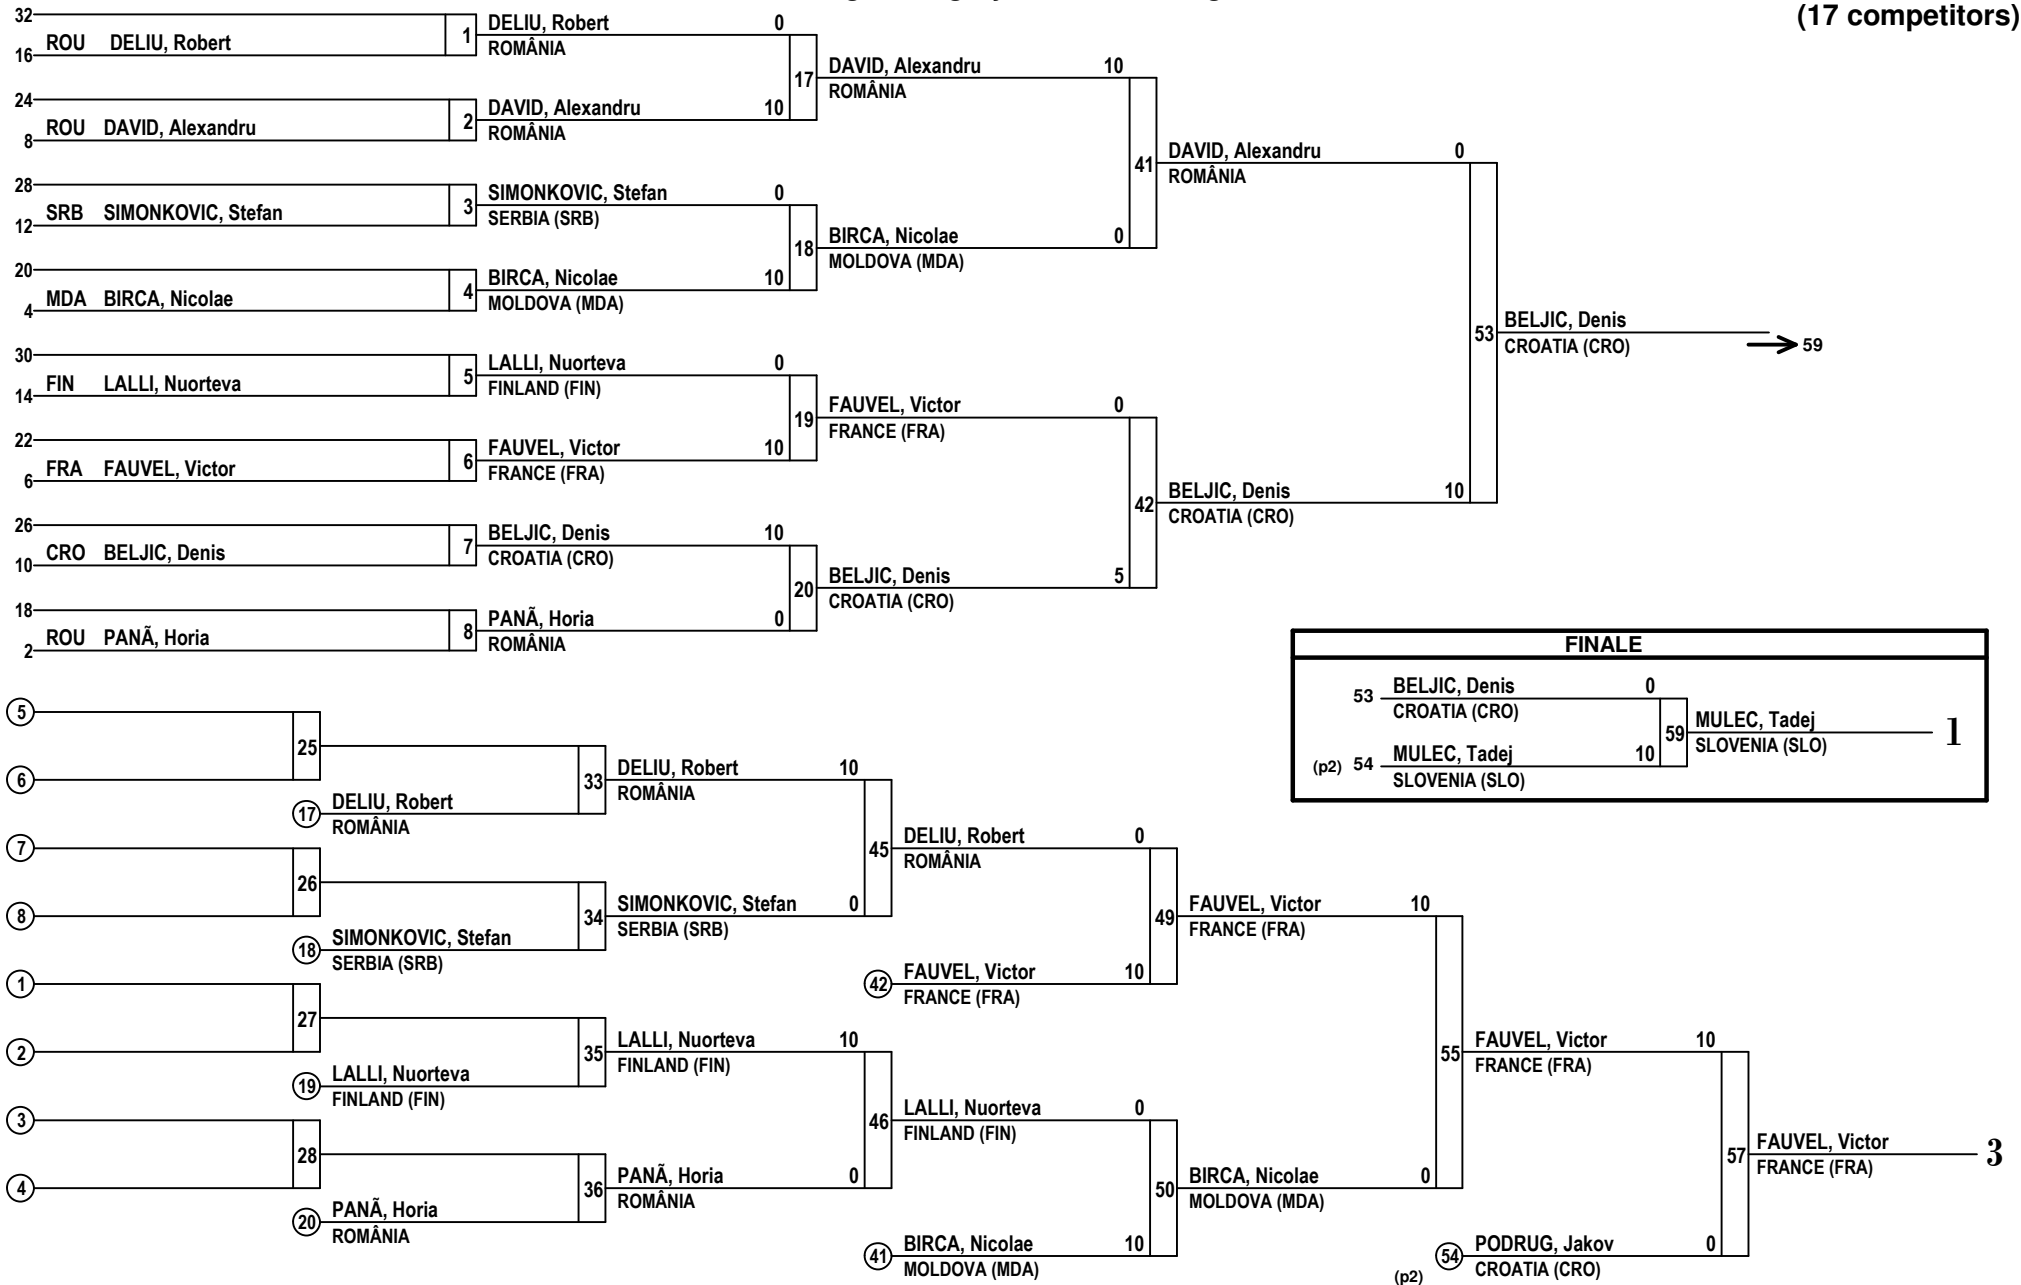 (17 competitors)
32
ROU DELIU, Robert
16
1
DELIU, Robert 0
ROMÂNIA
24
ROU DAVID, Alexandru
8
2
DAVID, Alexandru 10
ROMÂNIA
17
DAVID, Alexandru 10
ROMÂNIA
28
SRB SIMONKOVIC, Stefan
12
3
SIMONKOVIC, Stefan 0
SERBIA (SRB)
20
MDA BIRCA, Nicolae
4
4
BIRCA, Nicolae 10
MOLDOVA (MDA)
18
BIRCA, Nicolae 0
MOLDOVA (MDA)
41
DAVID, Alexandru 0
ROMÂNIA
30
FIN LALLI, Nuorteva
14
5
LALLI, Nuorteva 0
FINLAND (FIN)
22
FRA FAUVEL, Victor
6
6
FAUVEL, Victor 10
FRANCE (FRA)
19
FAUVEL, Victor 0
FRANCE (FRA)
26
CRO BELJIC, Denis
10
7
BELJIC, Denis 10
CROATIA (CRO)
18
ROU PANÃ, Horia
2
8
PANÃ, Horia 0
ROMÂNIA
20
BELJIC, Denis 5
CROATIA (CRO)
42
BELJIC, Denis 10
CROATIA (CRO)
53
BELJIC, Denis
CROATIA (CRO)
59
FINALE
53 BELJIC, Denis 0
CROATIA (CRO)
(p2) 54 MULEC, Tadej 10
SLOVENIA (SLO)
59
MULEC, Tadej
SLOVENIA (SLO)
1
5
6
25
17 DELIU, Robert
ROMÂNIA
33
DELIU, Robert 10
ROMÂNIA
7
8
26
18 SIMONKOVIC, Stefan
SERBIA (SRB)
34
SIMONKOVIC, Stefan 0
SERBIA (SRB)
45
DELIU, Robert 0
ROMÂNIA
42 FAUVEL, Victor 10
FRANCE (FRA)
49
FAUVEL, Victor 10
FRANCE (FRA)
1
2
27
19 LALLI, Nuorteva
FINLAND (FIN)
35
LALLI, Nuorteva 10
FINLAND (FIN)
3
4
28
20 PANÃ, Horia
ROMÂNIA
36
PANÃ, Horia 0
ROMÂNIA
46
LALLI, Nuorteva 0
FINLAND (FIN)
41 BIRCA, Nicolae 10
MOLDOVA (MDA)
50
BIRCA, Nicolae 0
MOLDOVA (MDA)
55
FAUVEL, Victor 10
FRANCE (FRA)
(p2) 54 PODRUG, Jakov 0
CROATIA (CRO)
57
FAUVEL, Victor
FRANCE (FRA)
3